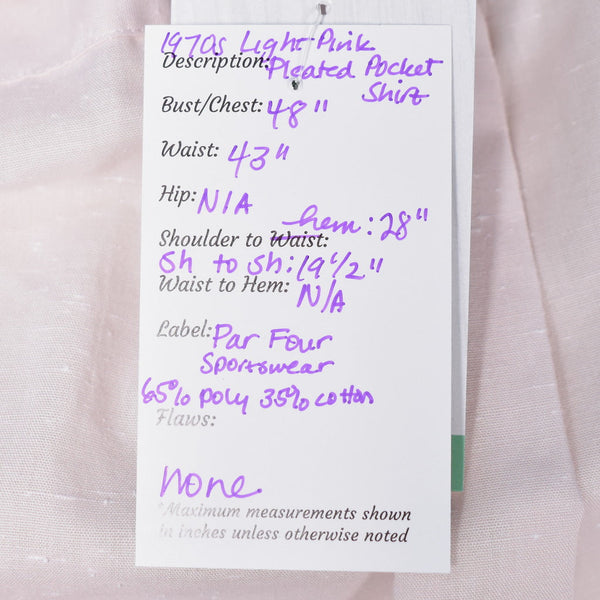 1970s Light Pink
Description: Pleated Pocket
Shirt
Bust/Chest: 48"
Waist: 43"
Hip: N/A
hem: 28"
Shoulder to Waist:
Sh to Sh: 19 1/2"
Waist to Hem: N/A
Label: Par Four
Sportswear
65% poly 35% cotton
Flaws:
none
*Maximum measurements shown
in inches unless otherwise noted